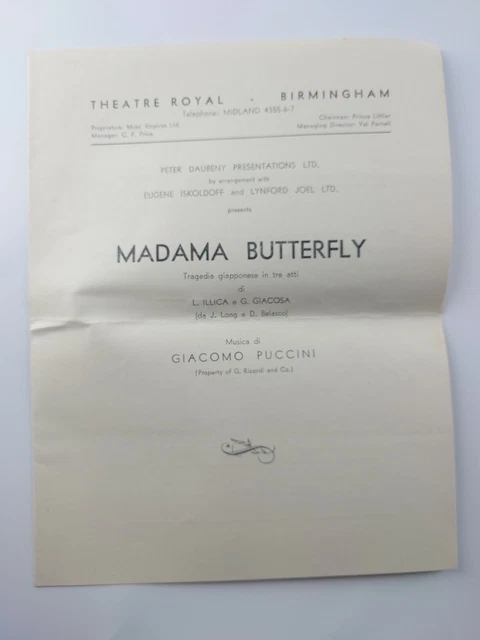 THEATRE ROYAL · BIRMINGHAM
Telephone: MIDLAND 4588-6-7
Proprietors: Moss Empires Ltd. Chairman: Prince Littler
Manager: C. F. Price. Managing Director: Val Parnell
PETER DAUBENY PRESENTATIONS LTD.
by arrangement with
EUGENE ISKOLDOFF and LYNFORD JOEL LTD.
presents
MADAMA BUTTERFLY
Tragedia giapponese in tre atti
di
L. ILLICA e G. GIACOSA
(da J. Long e D. Belasco)
Musica di
GIACOMO PUCCINI
(Property of G. Ricordi and Co.)